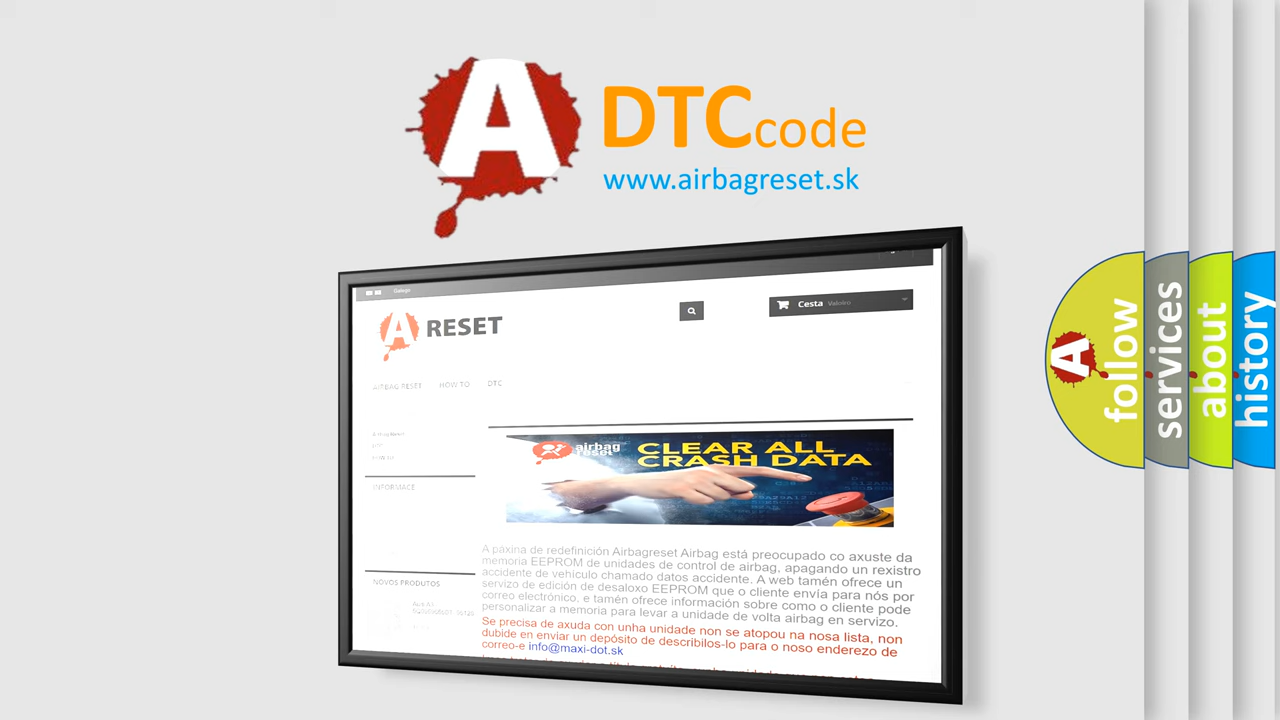 A DTCcode
www.airbagreset.sk
Galego
A RESET
Cesta Valeiro
AIRBAG RESET HOW TO DTC
airbag
reset
CLEAR ALL
CRASH DATA
INFORMACE
NOVOS PRODUTOS
A páxina de redefinición Airbagreset Airbag está preocupado co axuste da
memoria EEPROM de unidades de control de airbag, apagando un rexistro
accidente de vehículo chamado datos accidente. A web tamén ofrece un
servizo de edición de desaloxo EEPROM que o cliente envía para nós por
correo electrónico, e tamén ofrece información sobre como o cliente pode
personalizar a memoria para levar a unidade de volta airbag en servizo.
Se precisa de axuda con unha unidade non se atopou na nosa lista, non
dubide en enviar un depósito de describilos-lo para o noso enderezo de
correo-e info@maxi-dot.sk
A
follow
services
about
history